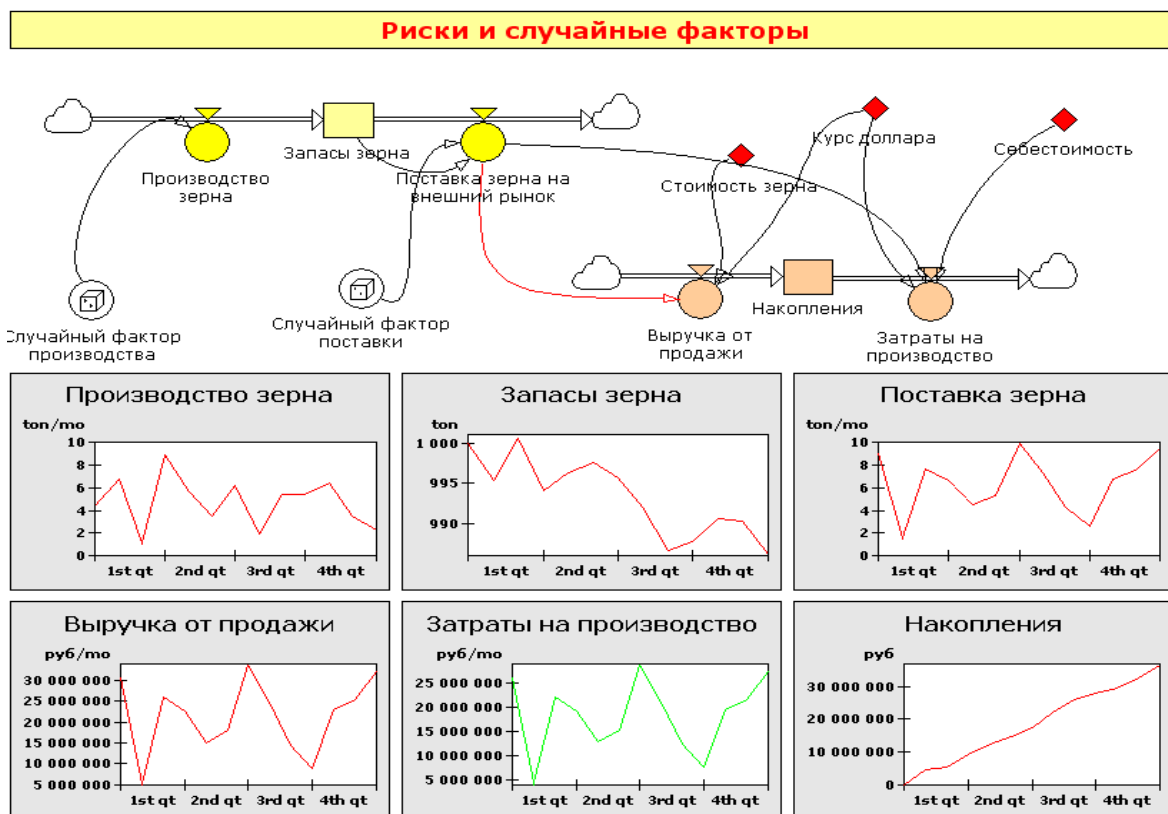 Риски и случайные факторы
Запасы зерна
Производство
зерна
Поставка зерна на
внешний рынок
Стоимость зерна
Курс доллара
Себестоимость
Случайный фактор
производства
Случайный фактор
поставки
Выручка от
продажи
Накопления
Затраты на
производство
Производство зерна
ton/mo
10
8
6
4
2
0
1st qt 2nd qt 3rd qt 4th qt
Запасы зерна
ton
1 000
995
990
1st qt 2nd qt 3rd qt 4th qt
Поставка зерна
ton/mo
10
8
6
4
2
0
1st qt 2nd qt 3rd qt 4th qt
Выручка от продажи
руб/mo
30 000 000
25 000 000
20 000 000
15 000 000
10 000 000
5 000 000
1st qt 2nd qt 3rd qt 4th qt
Затраты на производство
руб/mo
25 000 000
20 000 000
15 000 000
10 000 000
5 000 000
1st qt 2nd qt 3rd qt 4th qt
Накопления
руб
30 000 000
20 000 000
10 000 000
0
1st qt 2nd qt 3rd qt 4th qt